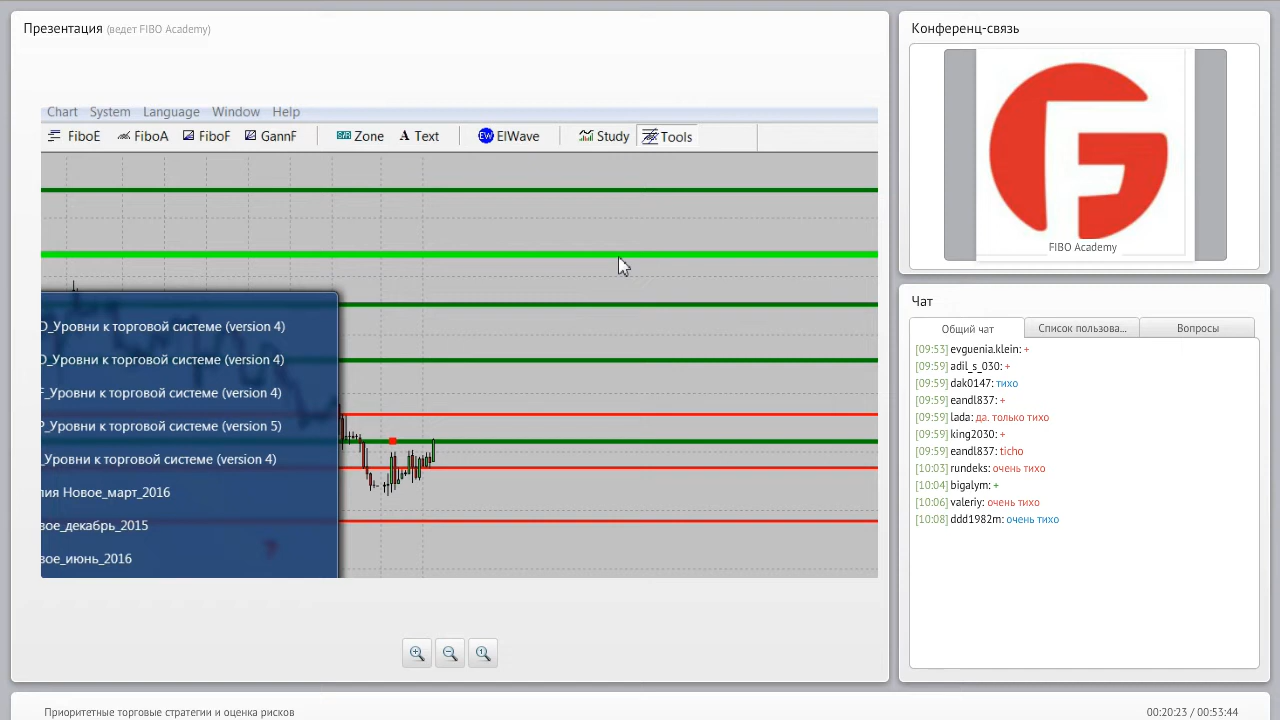 Презентация (ведет FIBO Academy)
Chart System Language Window Help
FiboE FiboA FiboF GannF Zone Text EW ElWave Study Tools
_Уровни к торговой системе (version 4)
_Уровни к торговой системе (version 4)
_Уровни к торговой системе (version 4)
_Уровни к торговой системе (version 5)
_Уровни к торговой системе (version 4)
Новое_март_2016
вое_декабрь_2015
вое_июнь_2016
?
Конференц-связь
FIBO Academy
Чат
Общий чат Список пользова... Вопросы
[09:53] evguenia.klein: +
[09:59] adil_s_030: +
[09:59] dak0147: тихо
[09:59] eandl837: +
[09:59] lada: да. только тихо
[09:59] king2030: +
[09:59] eandl837: ticho
[10:03] rundeks: очень тихо
[10:04] bigalym: +
[10:06] valeriy: очень тихо
[10:08] ddd1982m: очень тихо
Приоритетные торговые стратегии и оценка рисков
00:20:23 / 00:53:44